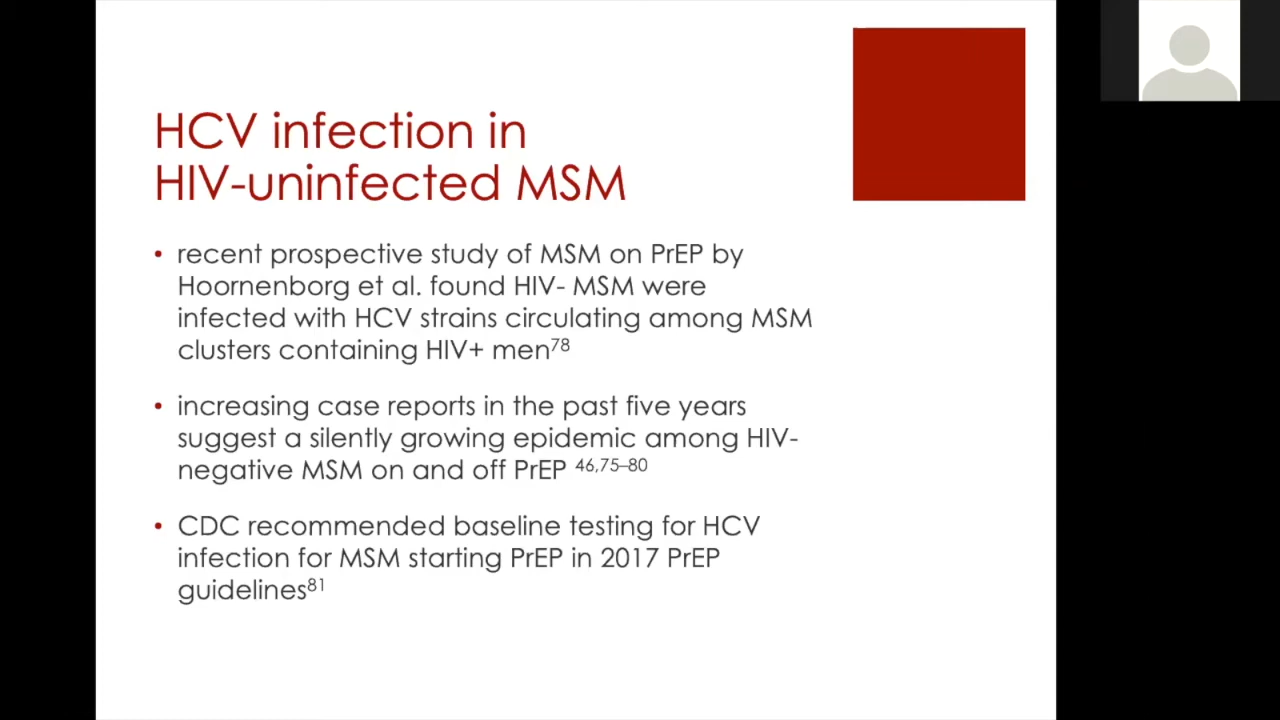 HCV infection in
HIV-uninfected MSM
• recent prospective study of MSM on PrEP by
Hoornenborg et al. found HIV- MSM were
infected with HCV strains circulating among MSM
clusters containing HIV+ men78
• increasing case reports in the past five years
suggest a silently growing epidemic among HIV-
negative MSM on and off PrEP 46,75–80
• CDC recommended baseline testing for HCV
infection for MSM starting PrEP in 2017 PrEP
guidelines81